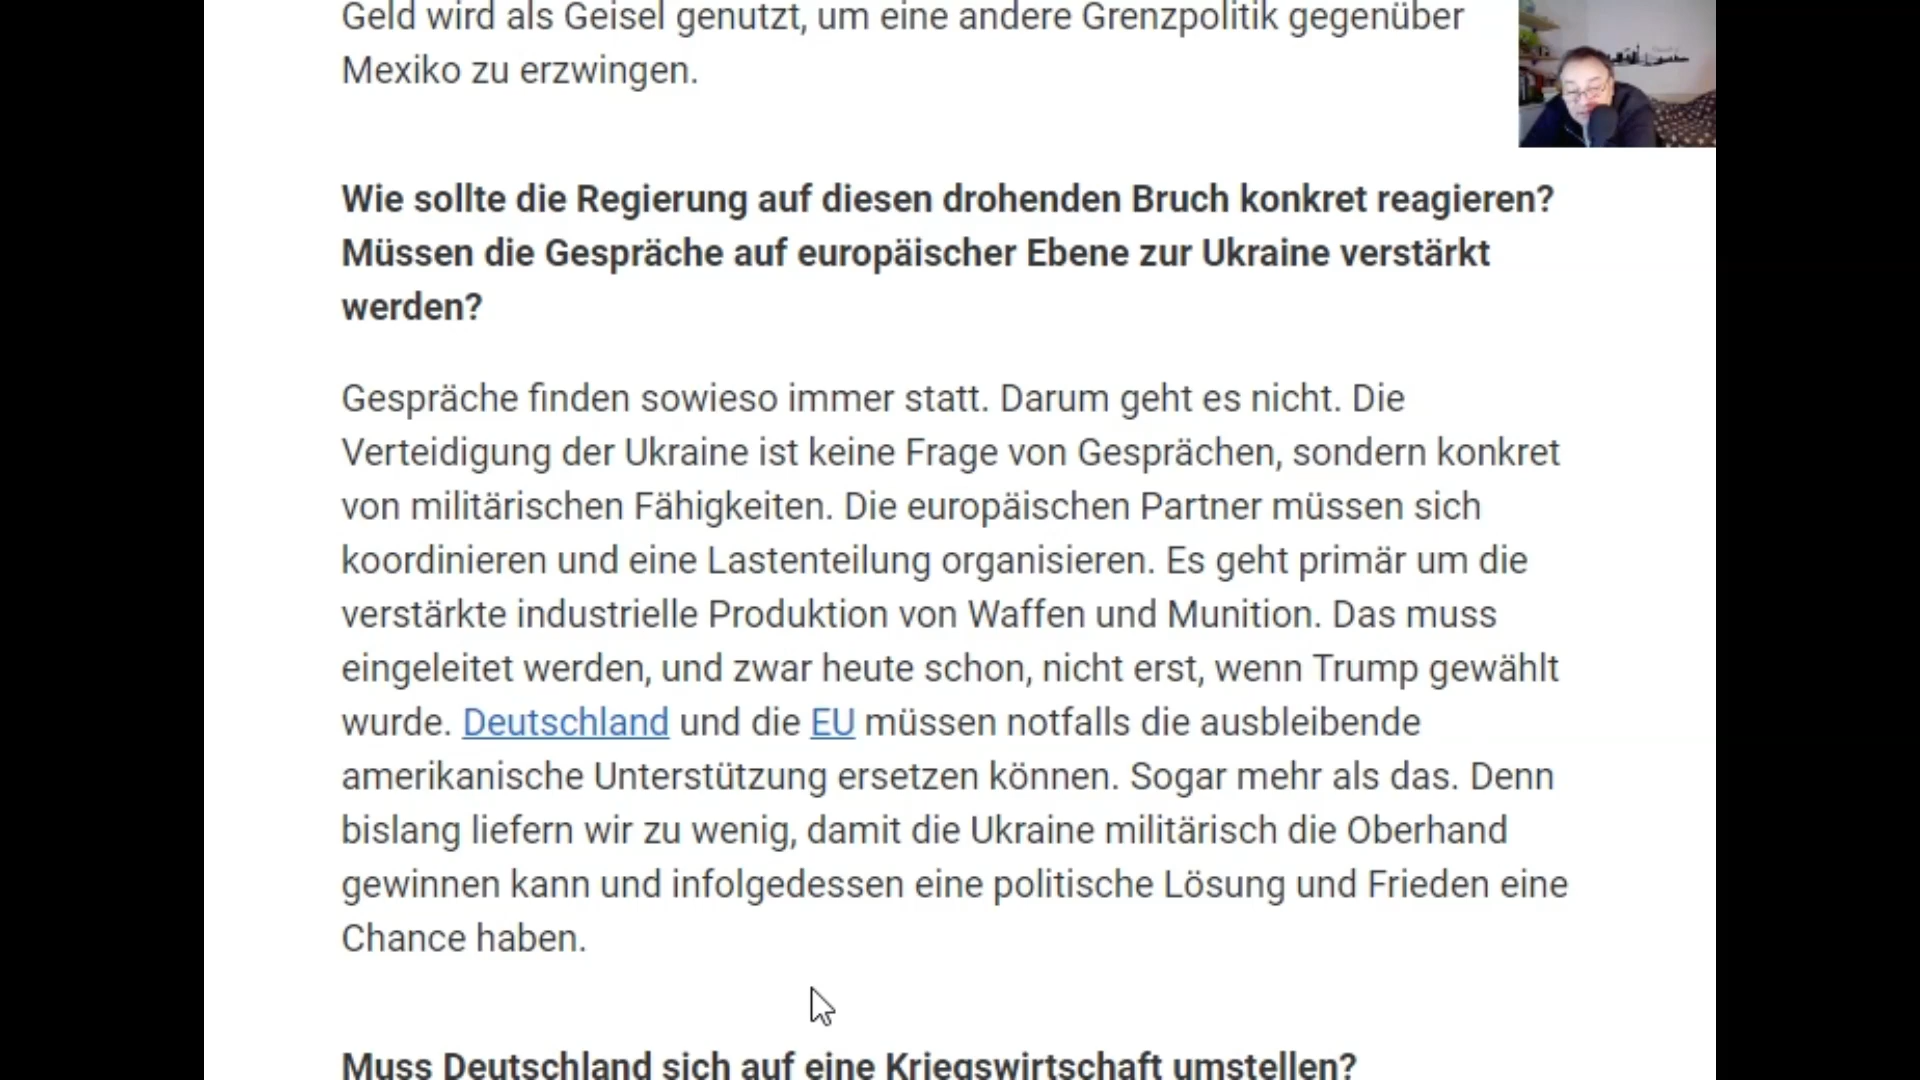 Geld wird als Geisel genutzt, um eine andere Grenzpolitik gegenüber
Mexiko zu erzwingen.
Wie sollte die Regierung auf diesen drohenden Bruch konkret reagieren?
Müssen die Gespräche auf europäischer Ebene zur Ukraine verstärkt
werden?
Gespräche finden sowieso immer statt. Darum geht es nicht. Die
Verteidigung der Ukraine ist keine Frage von Gesprächen, sondern konkret
von militärischen Fähigkeiten. Die europäischen Partner müssen sich
koordinieren und eine Lastenteilung organisieren. Es geht primär um die
verstärkte industrielle Produktion von Waffen und Munition. Das muss
eingeleitet werden, und zwar heute schon, nicht erst, wenn Trump gewählt
wurde. Deutschland und die EU müssen notfalls die ausbleibende
amerikanische Unterstützung ersetzen können. Sogar mehr als das. Denn
bislang liefern wir zu wenig, damit die Ukraine militärisch die Oberhand
gewinnen kann und infolgedessen eine politische Lösung und Frieden eine
Chance haben.
Muss Deutschland sich auf eine Kriegswirtschaft umstellen?